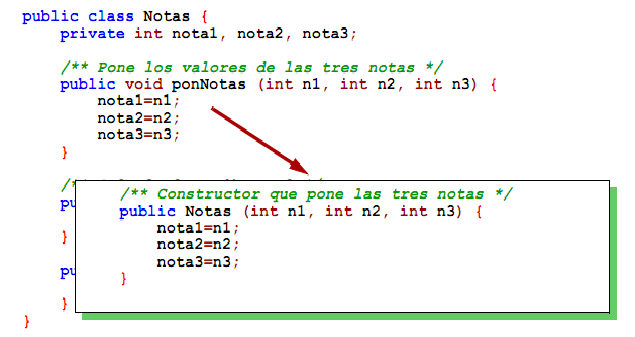 public class Notas {
private int nota1, nota2, nota3;
/** Pone los valores de las tres notas */
public void ponNotas (int n1, int n2, int n3) {
nota1=n1;
nota2=n2;
nota3=n3;
}
/** Constructor que pone las tres notas */
public Notas (int n1, int n2, int n3) {
nota1=n1;
nota2=n2;
nota3=n3;
}
}
}
}